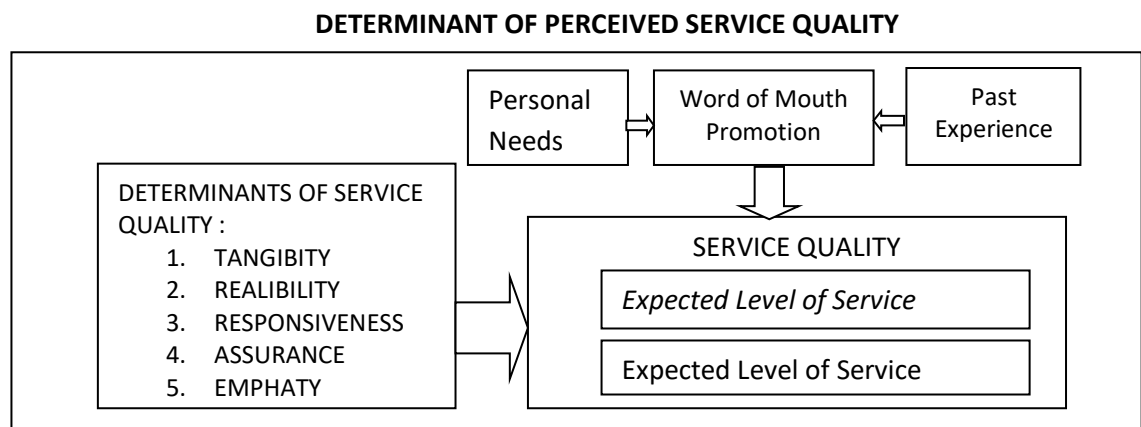 DETERMINANT OF PERCEIVED SERVICE QUALITY
Personal
Needs
Word of Mouth
Promotion
Past
Experience
DETERMINANTS OF SERVICE
QUALITY :
1. TANGIBITY
2. REALIBILITY
3. RESPONSIVENESS
4. ASSURANCE
5. EMPHATY
SERVICE QUALITY
Expected Level of Service
Expected Level of Service